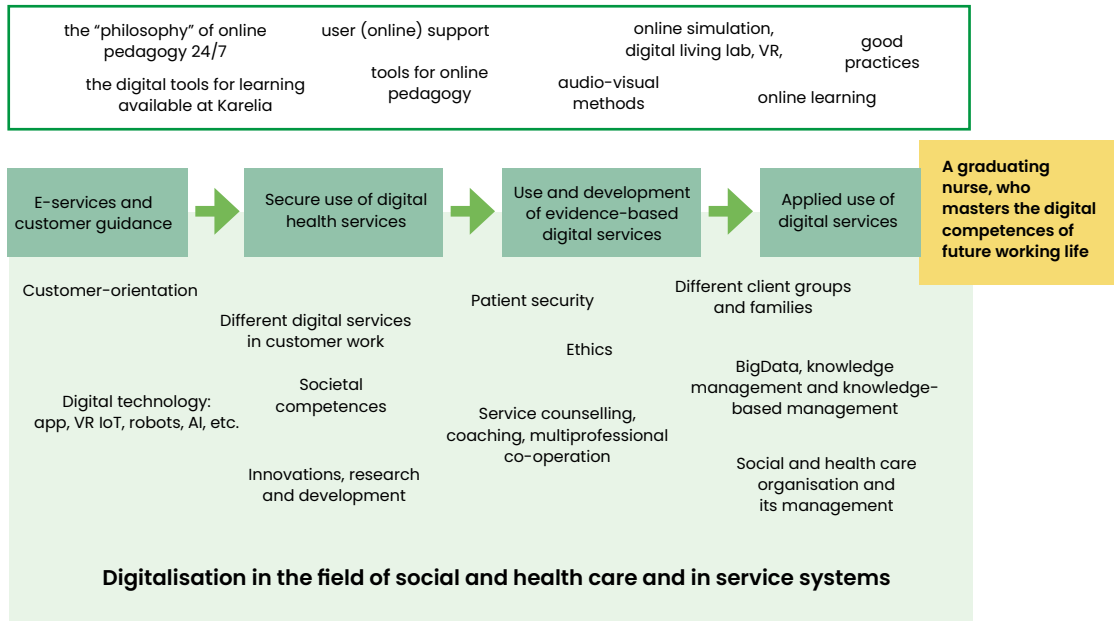 the “philosophy” of online
pedagogy 24/7
user (online) support
online simulation,
digital living lab, VR,
good
practices
the digital tools for learning
available at Karelia
tools for online
pedagogy
audio-visual
methods
online learning
E-services and
customer guidance
Secure use of digital
health services
Use and development
of evidence-based
digital services
Applied use of
digital services
A graduating
nurse, who
masters the digital
competences of
future working life
Customer-orientation
Digital technology:
app, VR IoT, robots, AI, etc.
Different digital services
in customer work
Societal
competences
Innovations, research
and development
Patient security
Ethics
Service counselling,
coaching, multiprofessional
co-operation
Different client groups
and families
BigData, knowledge
management and knowledge-
based management
Social and health care
organisation and
its management
Digitalisation in the field of social and health care and in service systems